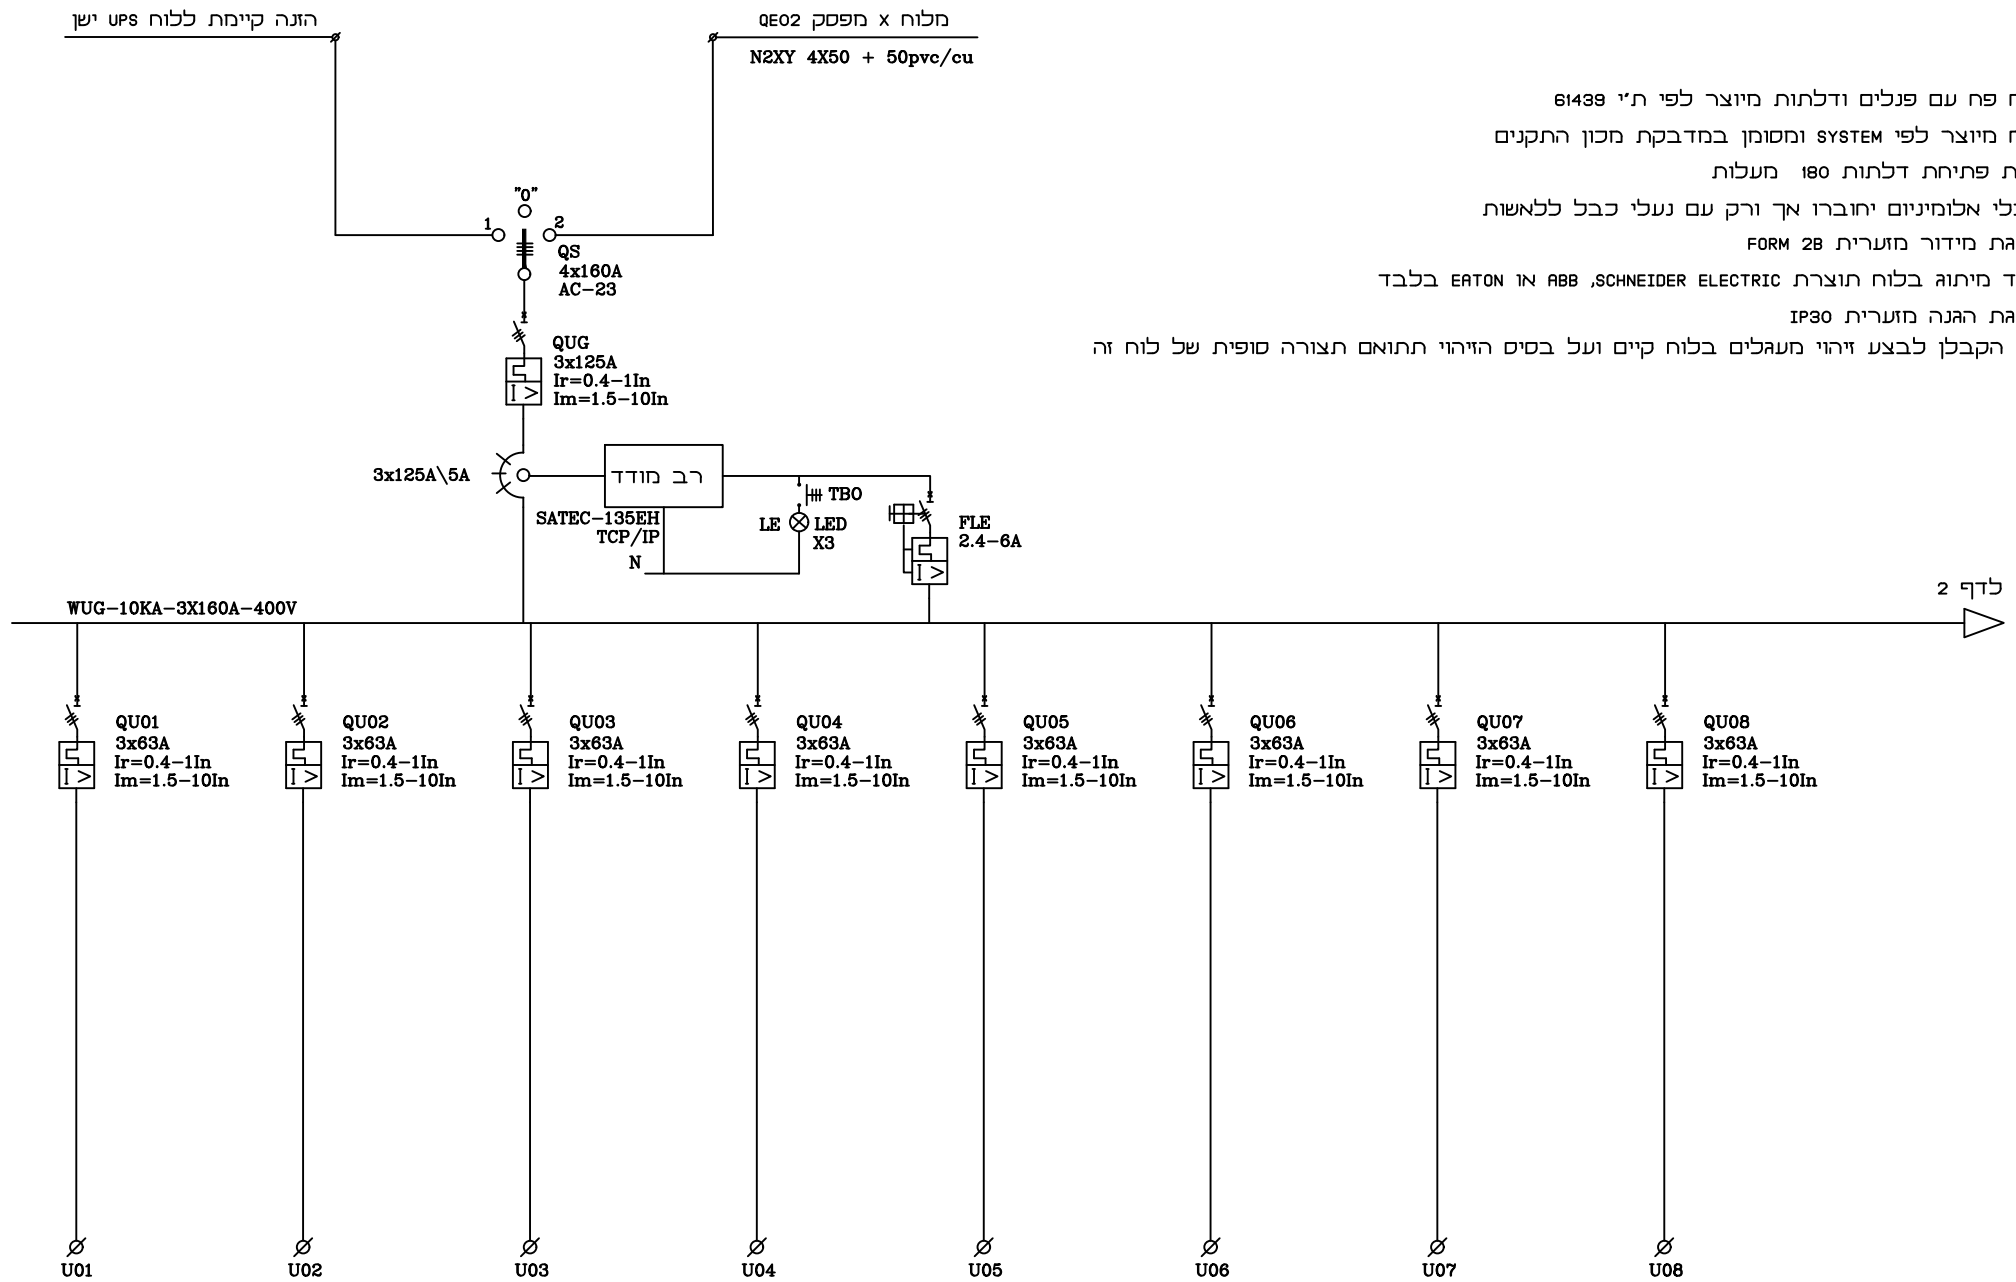 הזנה קיימת ללוח UPS ישן
מלוח X מפסק QE02
N2XY 4X50 + 50pvc/cu
פח עם פנלים ודלתות מיוצר לפי ת"י 61439
מיוצר לפי SYSTEM ומסומן במדבקת מכון התקנים
פתיחת דלתות 180 מעלות
אלומיניום יחוברו אך ורק עם נעלי כבל ללאשות
מידור מזערית FORM 2B
מיתוג בלוח תוצרת ABB ,SCHNEIDER ELECTRIC או EATON בלבד
הגנה מזערית IP30
הקבלן לבצע זיהוי מעגלים בלוח קיים ועל בסיס הזיהוי תתואם תצורה סופית של לוח זה
"0"
1
2
QS
4x160A
AC-23
QUG
3x125A
Ir=0.4-1In
Im=1.5-10In
3x125A\5A
רב מודד
SATEC-135EH
TCP/IP
N
TB0
LE
LED
X3
FLE
2.4-6A
I >
לדף 2
WUG-10KA-3X160A-400V
QU01
3x63A
Ir=0.4-1In
Im=1.5-10In
QU02
3x63A
Ir=0.4-1In
Im=1.5-10In
QU03
3x63A
Ir=0.4-1In
Im=1.5-10In
QU04
3x63A
Ir=0.4-1In
Im=1.5-10In
QU05
3x63A
Ir=0.4-1In
Im=1.5-10In
QU06
3x63A
Ir=0.4-1In
Im=1.5-10In
QU07
3x63A
Ir=0.4-1In
Im=1.5-10In
QU08
3x63A
Ir=0.4-1In
Im=1.5-10In
U01
U02
U03
U04
U05
U06
U07
U08